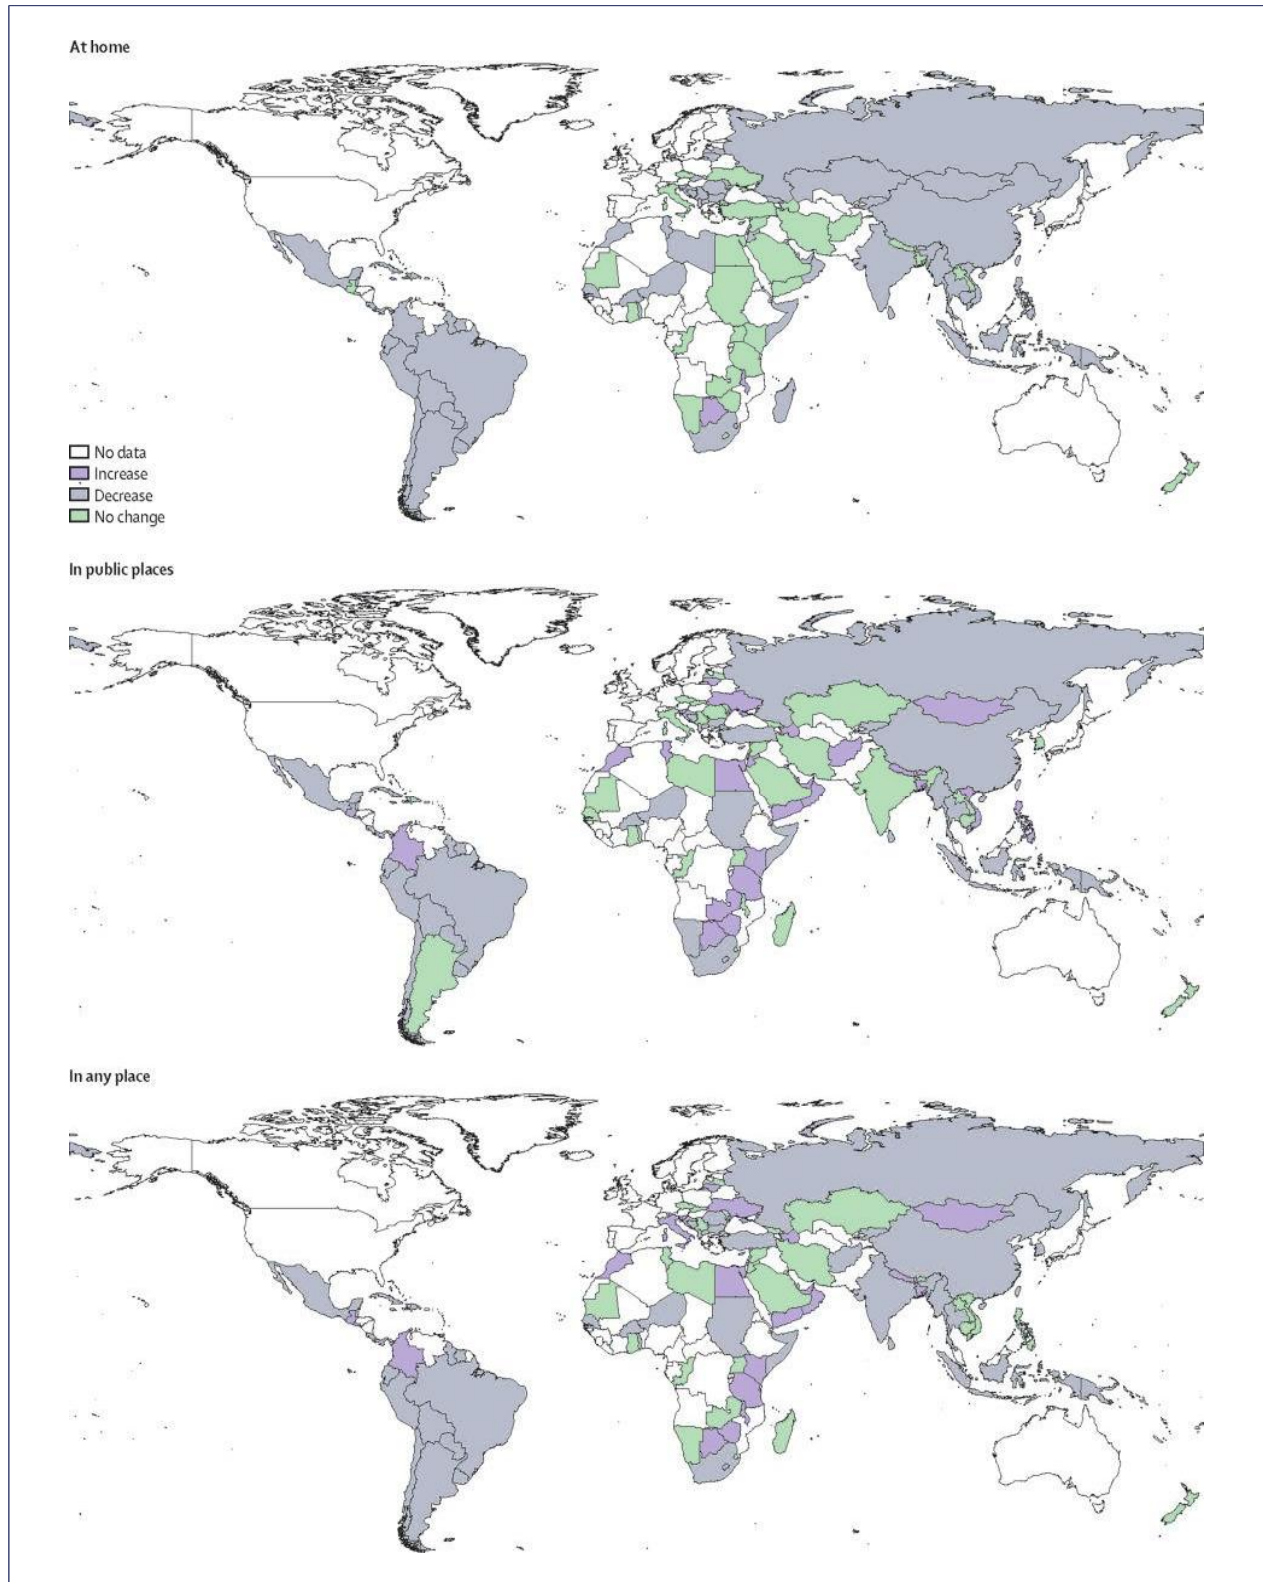 At home
No data
Increase
Decrease
No change
In public places
In any place